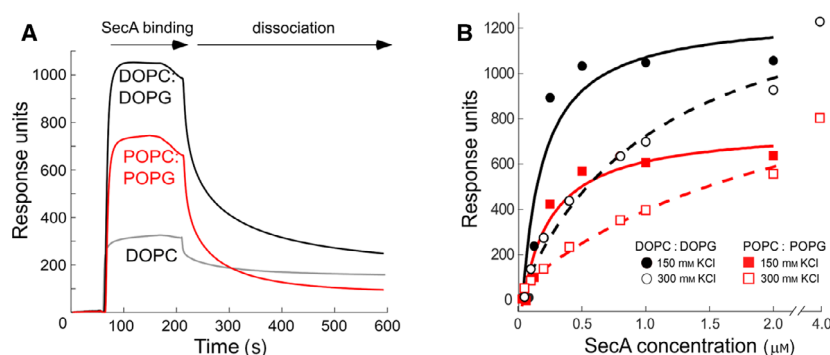 A
SecA binding
dissociation
Response units
1000
800
600
400
200
0
DOPC:
DOPG
POPC:
POPG
DOPC
100 200 300 400 500 600
Time (s)
B
Response units
1200
1000
800
600
400
200
0
DOPC : DOPG
150 mM KCl
300 mM KCl
POPC : POPG
150 mM KCl
300 mM KCl
0 0.5 1.0 1.5 2.0 4.0
SecA concentration (μM)